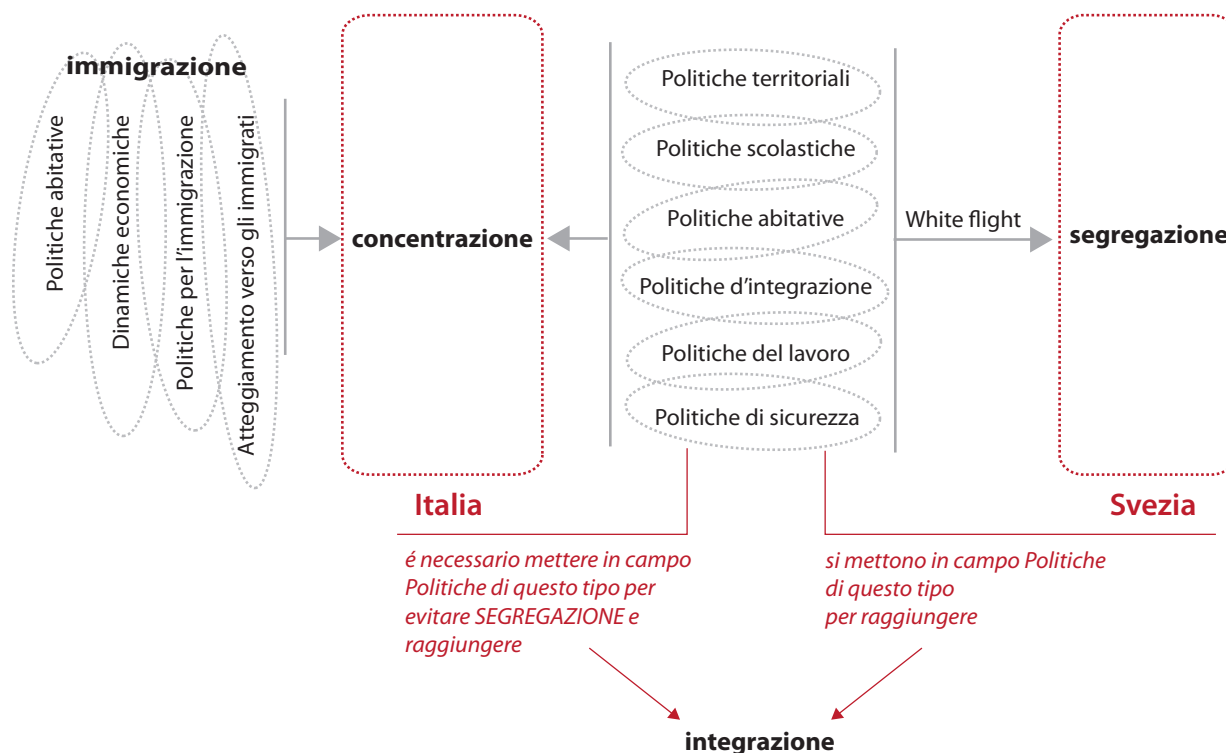 immigrazione
Politiche abitative
Dinamiche economiche
Politiche per l'immigrazione
Atteggiamento verso gli immigrati
concentrazione
Politiche territoriali
Politiche scolastiche
Politiche abitative
Politiche d'integrazione
Politiche del lavoro
Politiche di sicurezza
White flight
segregazione
Italia
é necessario mettere in campo
Politiche di questo tipo per
evitare SEGREGAZIONE e
raggiungere
Svezia
si mettono in campo Politiche
di questo tipo
per raggiungere
integrazione